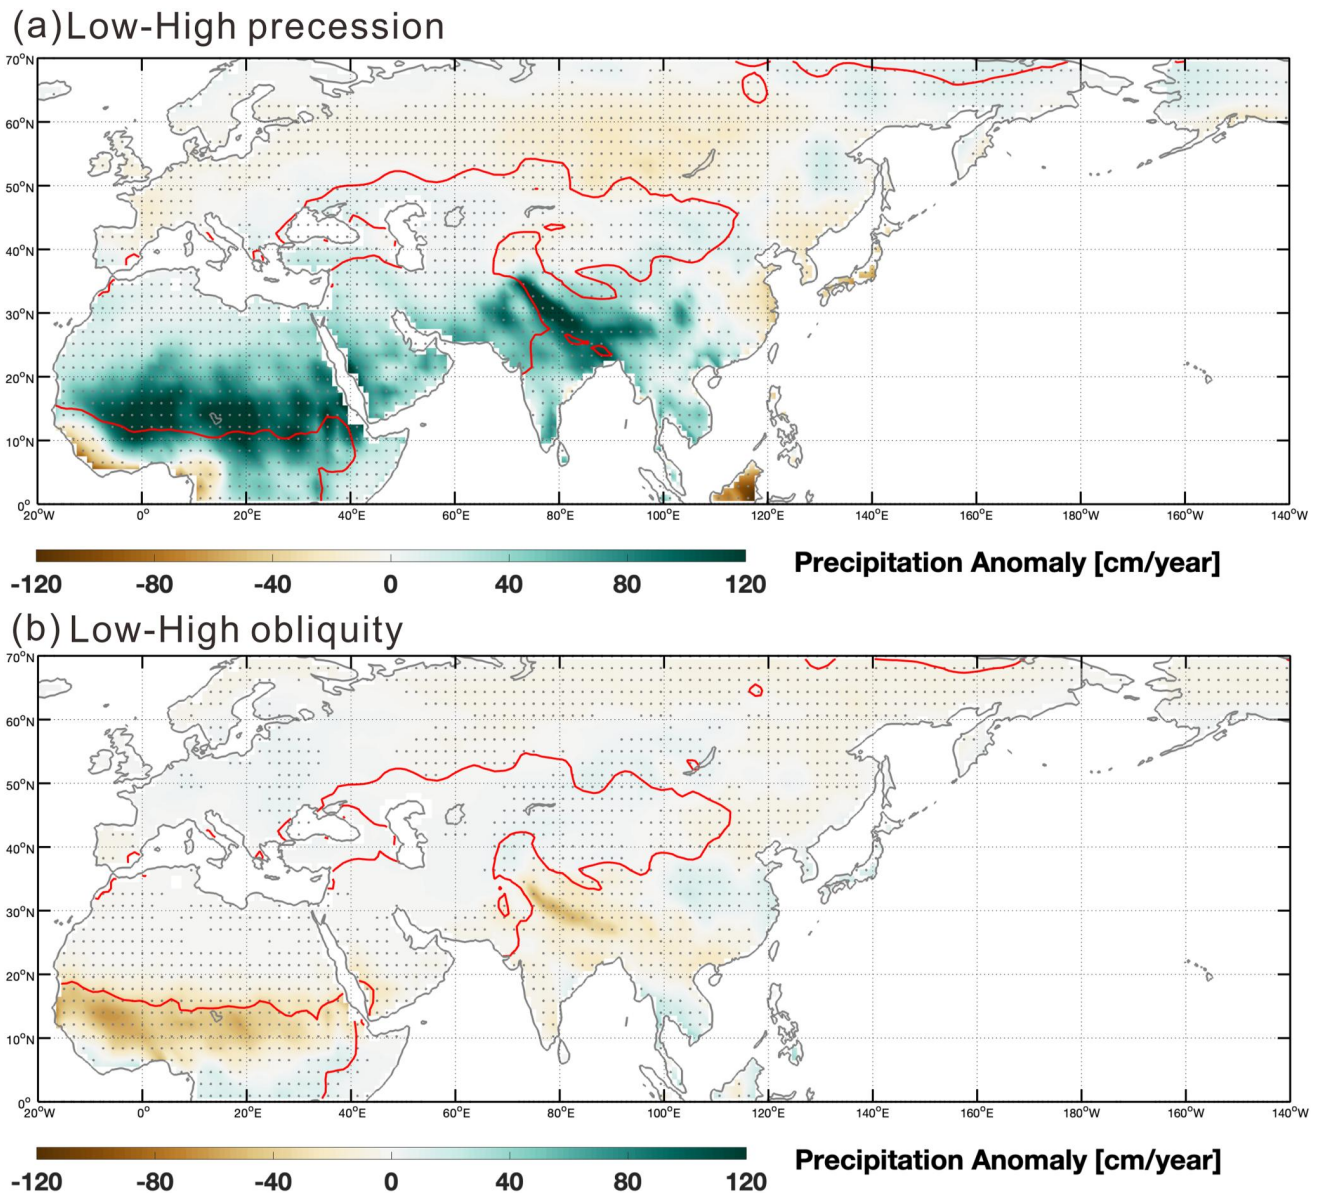 (a)Low-High precession
70°N
60°N
50°N
40°N
30°N
20°N
10°N
0°
20°W 0° 20°E 40°E 60°E 80°E 100°E 120°E 140°E 160°E 180°W 160°W 140°W
-120 -80 -40 0 40 80 120
Precipitation Anomaly [cm/year]
(b) Low-High obliquity
70°N
60°N
50°N
40°N
30°N
20°N
10°N
0°
20°W 0° 20°E 40°E 60°E 80°E 100°E 120°E 140°E 160°E 180°W 160°W 140°W
-120 -80 -40 0 40 80 120
Precipitation Anomaly [cm/year]